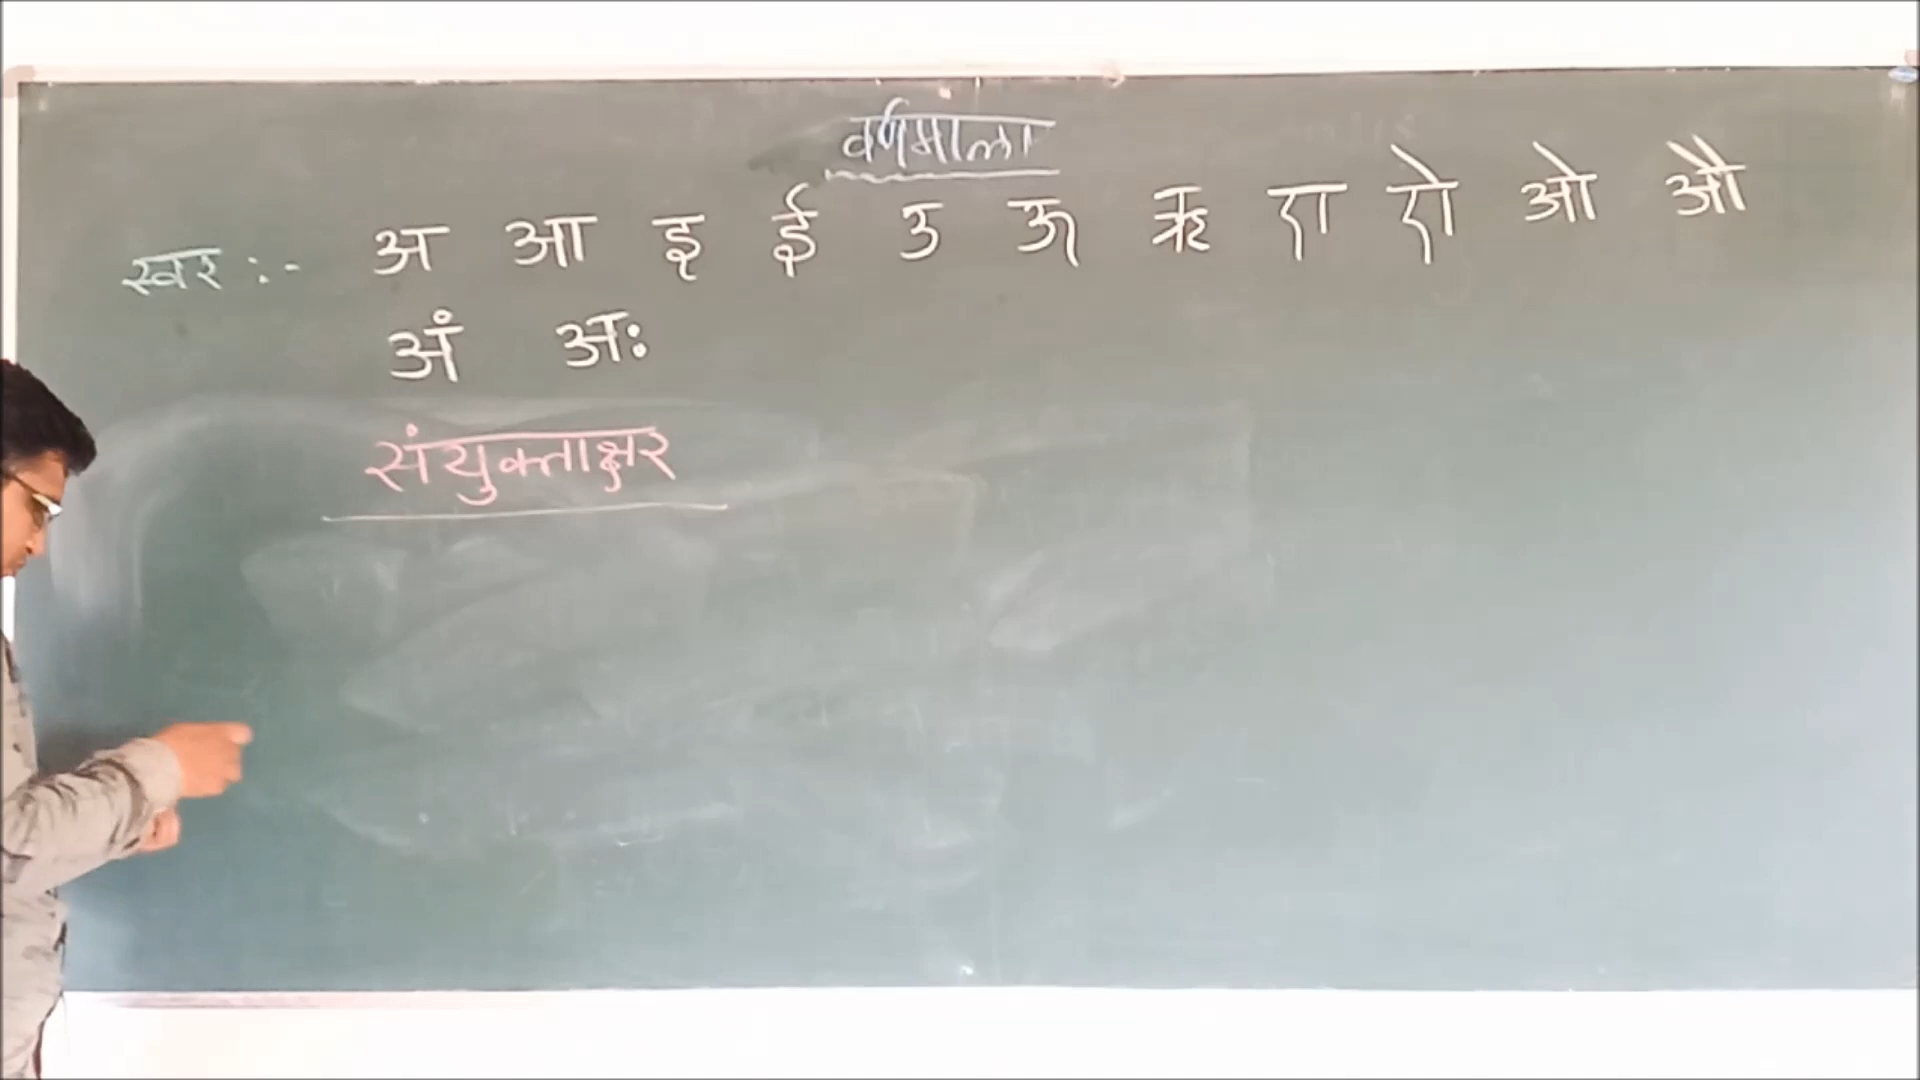 वर्णमाला
स्वर :- अ आ इ ई उ ऊ ऋ ए ऐ ओ औ
अं अः
संयुक्ताक्षर